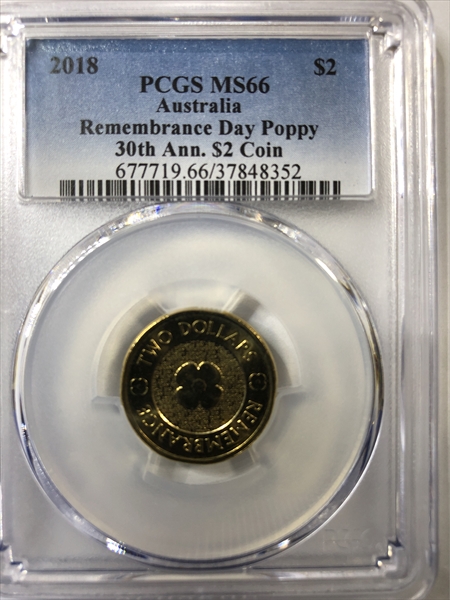 2018 $2
PCGS MS66
Australia
Remembrance Day Poppy
30th Ann. $2 Coin
677719.66/37848352
TWO DOLLARS
REMEMBRANCE